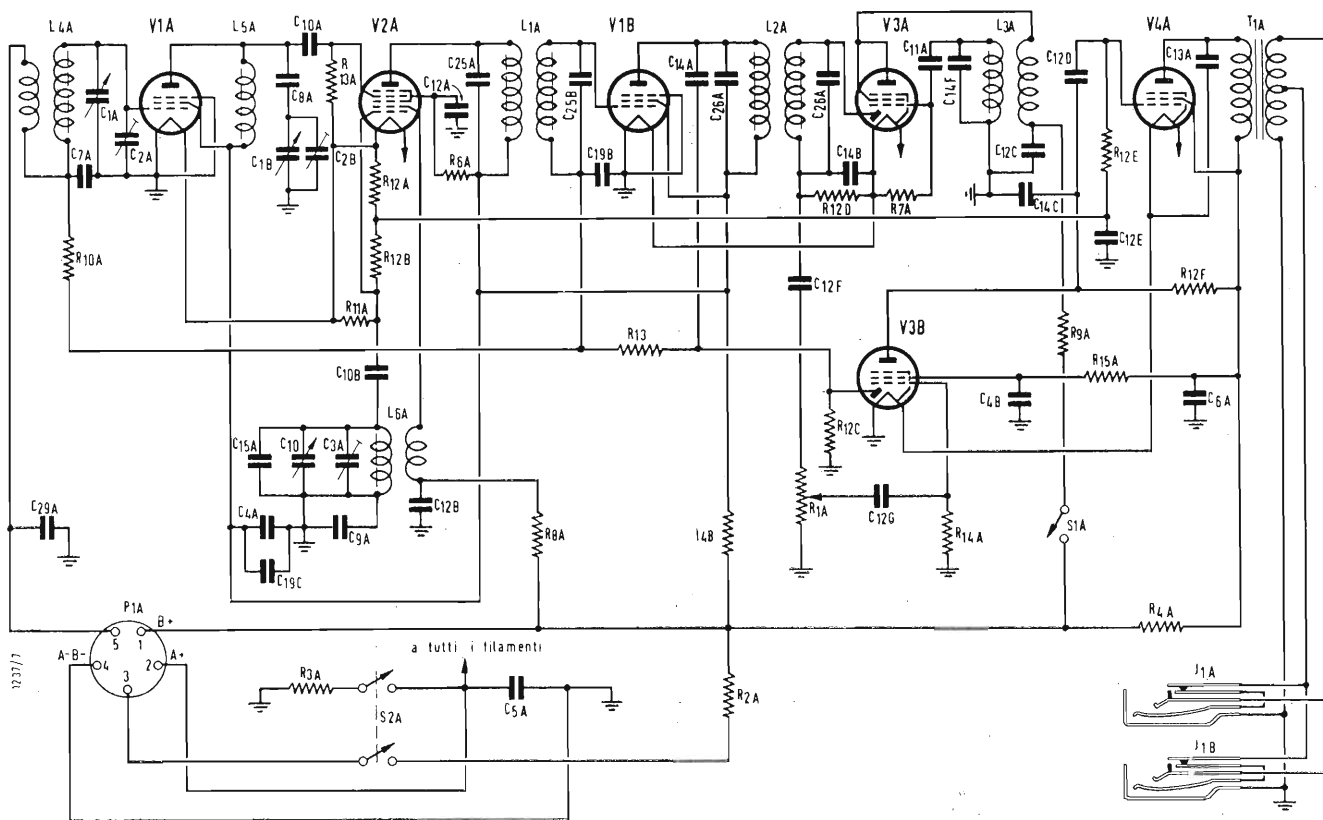 L4A
V1A
L5A
C10A
V2A
L1A
V1B
L2A
V3A
L3A
V4A
T1A
C1A
C2A
C7A
C8A
C1B
C2B
R
13A
C25A
C12A
R6A
R12A
R12B
R11A
C10B
R10A
C25B
C19B
C14A
C26A
C26A
C14B
R12D
R7A
C11A
C14F
C12C
C14C
C12D
R12E
C12E
C13A
R12F
R13
C12F
V3B
R9A
R15A
C4B
C6A
R12C
R1A
C12G
R14A
S1A
L6A
C15A
C10
C3A
C4A
C9A
C19C
C12B
R8A
I4B
C29A
P1A
B+
5
1
A-B-
4
2
A+
3
1237/7
a tutti i filamenti
R3A
S2A
C5A
R2A
R4A
J1A
J1B